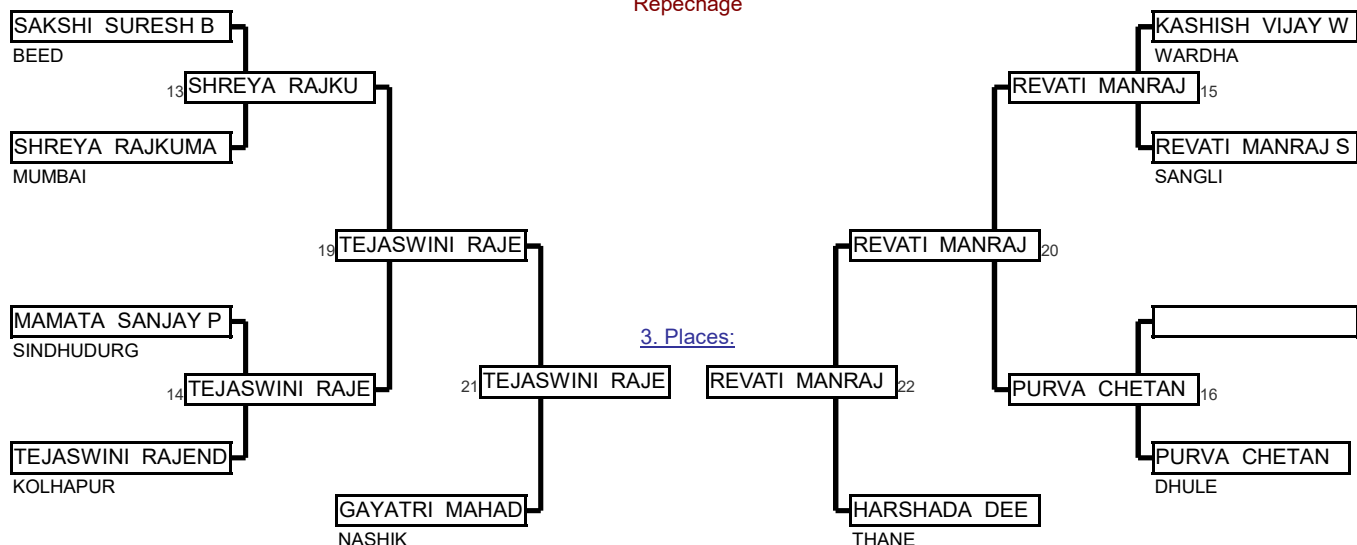 Repechage
SAKSHI SURESH B
BEED
13 SHREYA RAJKU
SHREYA RAJKUMA
MUMBAI
19 TEJASWINI RAJE
MAMATA SANJAY P
SINDHUDURG
14 TEJASWINI RAJE
TEJASWINI RAJEND
KOLHAPUR
21 TEJASWINI RAJE
GAYATRI MAHAD
NASHIK
3. Places:
KASHISH VIJAY W
WARDHA
REVATI MANRAJ 15
REVATI MANRAJ S
SANGLI
REVATI MANRAJ 20
REVATI MANRAJ 22
PURVA CHETAN 16
PURVA CHETAN
DHULE
HARSHADA DEE
THANE